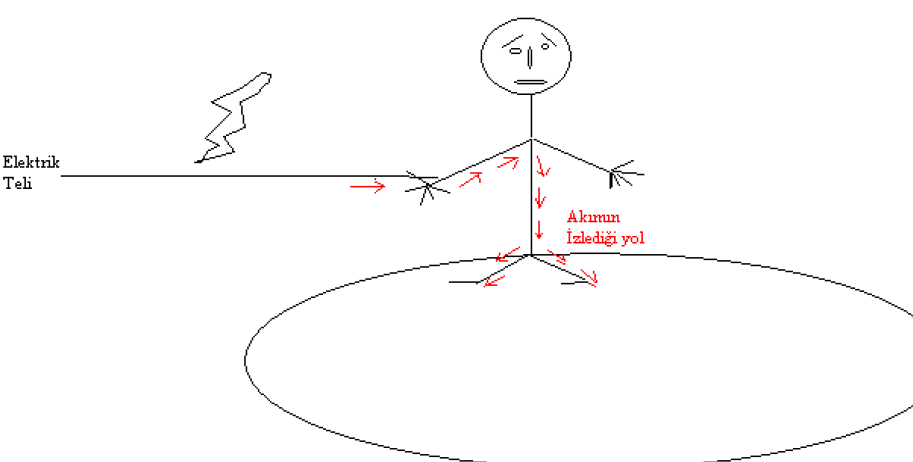 Elektrik
Teli
Akımın
İzlediği yol